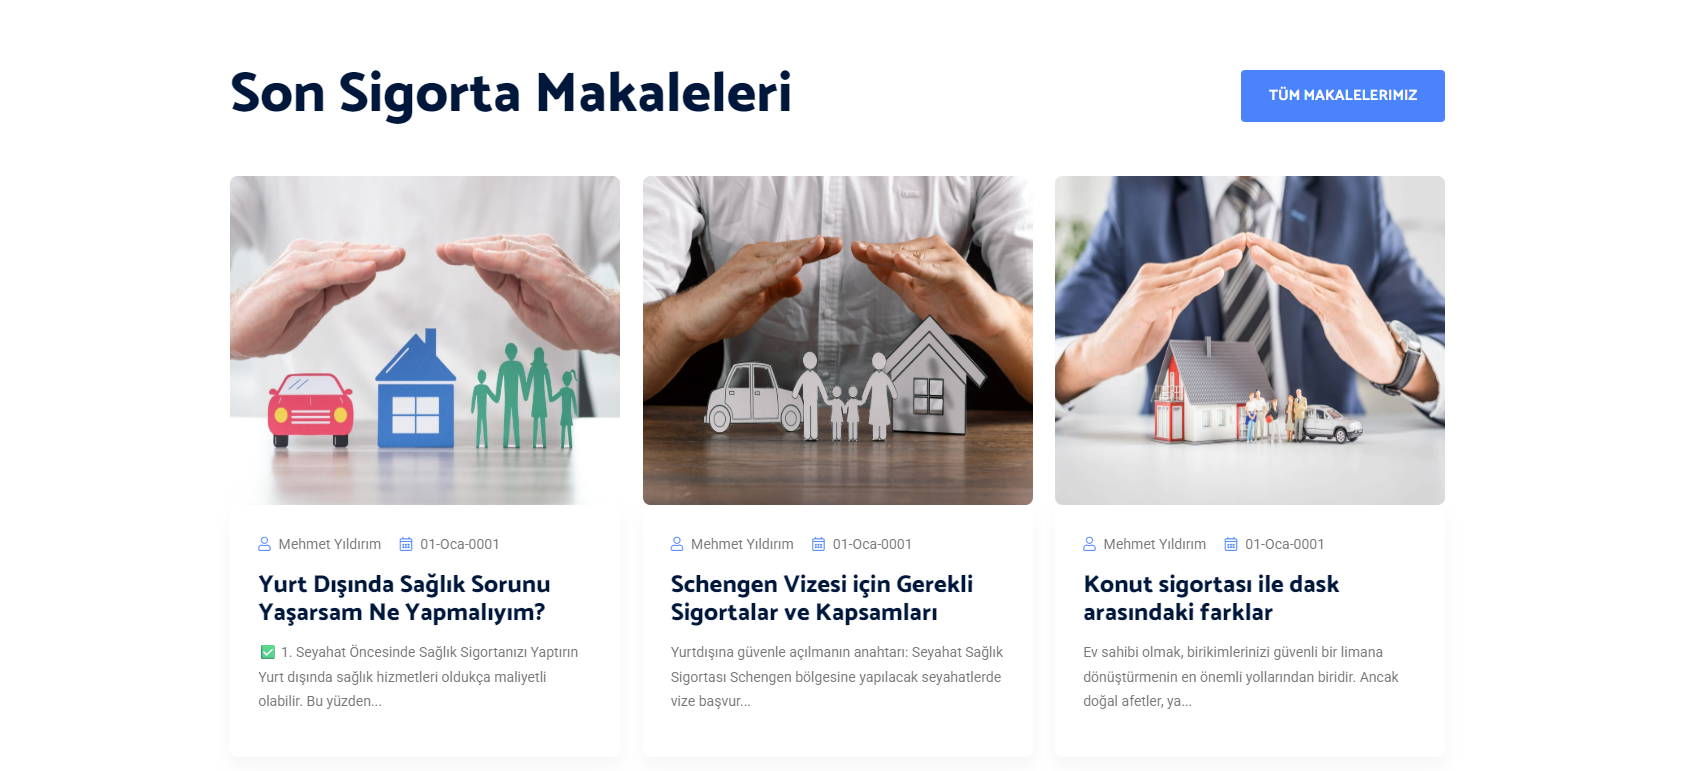 Son Sigorta Makaleleri
TÜM MAKALELERIMIZ
Mehmet Yıldırım 01-Oca-0001
Yurt Dışında Sağlık Sorunu
Yaşarsam Ne Yapmalıyım?
✅ 1. Seyahat Öncesinde Sağlık Sigortanızı Yaptırın
Yurt dışında sağlık hizmetleri oldukça maliyetli
olabilir. Bu yüzden...
Mehmet Yıldırım 01-Oca-0001
Schengen Vizesi için Gerekli
Sigortalar ve Kapsamları
Yurtdışına güvenle açılmanın anahtarı: Seyahat Sağlık
Sigortası Schengen bölgesine yapılacak seyahatlerde
vize başvur...
Mehmet Yıldırım 01-Oca-0001
Konut sigortası ile dask
arasındaki farklar
Ev sahibi olmak, birikimlerinizi güvenli bir limana
dönüştürmenin en önemli yollarından biridir. Ancak
doğal afetler, ya...